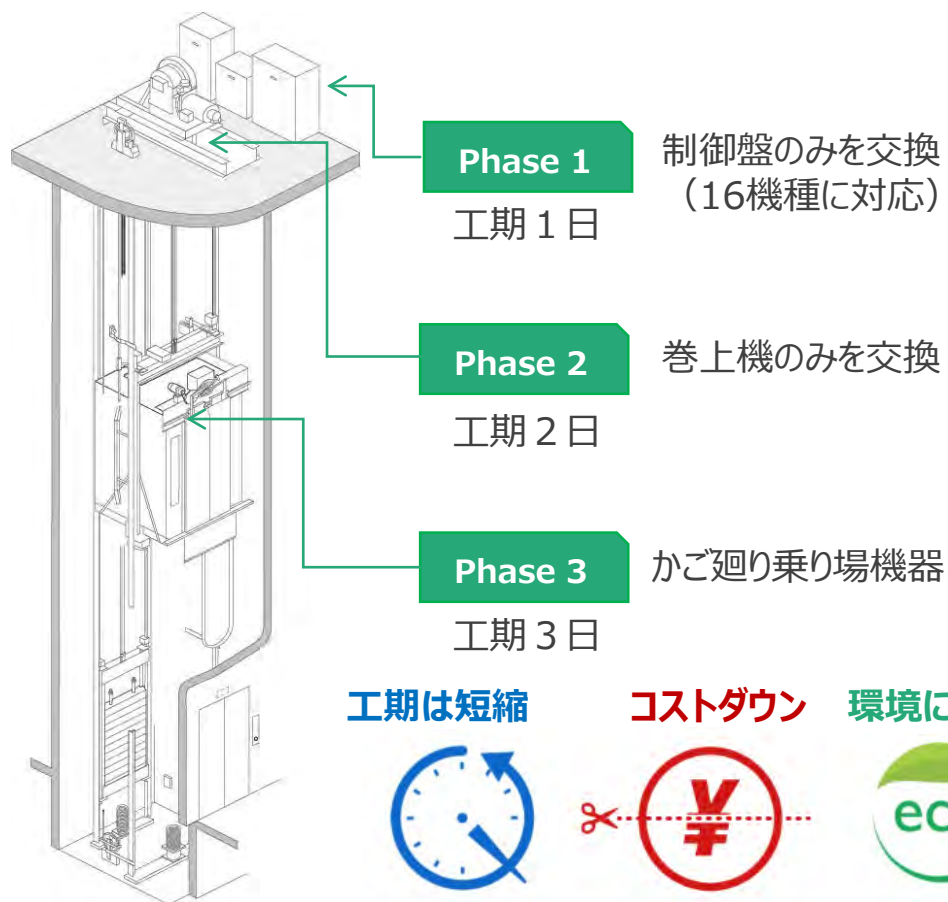 Phase 1
制御盤のみを交換
（16機種に対応）
工期１日
Phase 2
巻上機のみを交換
工期２日
Phase 3
かご廻り乗り場機器
工期３日
工期は短縮
コストダウン
環境に
¥
ec